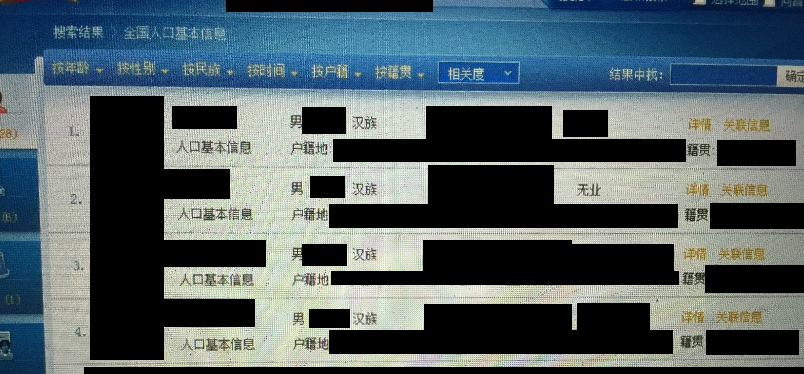 搜索结果 > 全国人口基本信息
按年龄 按性别 按民族 按时间 按户籍 按籍贯 相关度 结果中找： 确定
1. 男 汉族 详情 关联信息
人口基本信息 户籍地： 籍贯：
2. 男 汉族 无业 详情 关联信息
人口基本信息 户籍地 籍贯
3. 男 汉族 详情 关联信息
人口基本信息 户籍地 籍贯
4. 男 汉族 详情 关联信息
人口基本信息 户籍地 籍贯